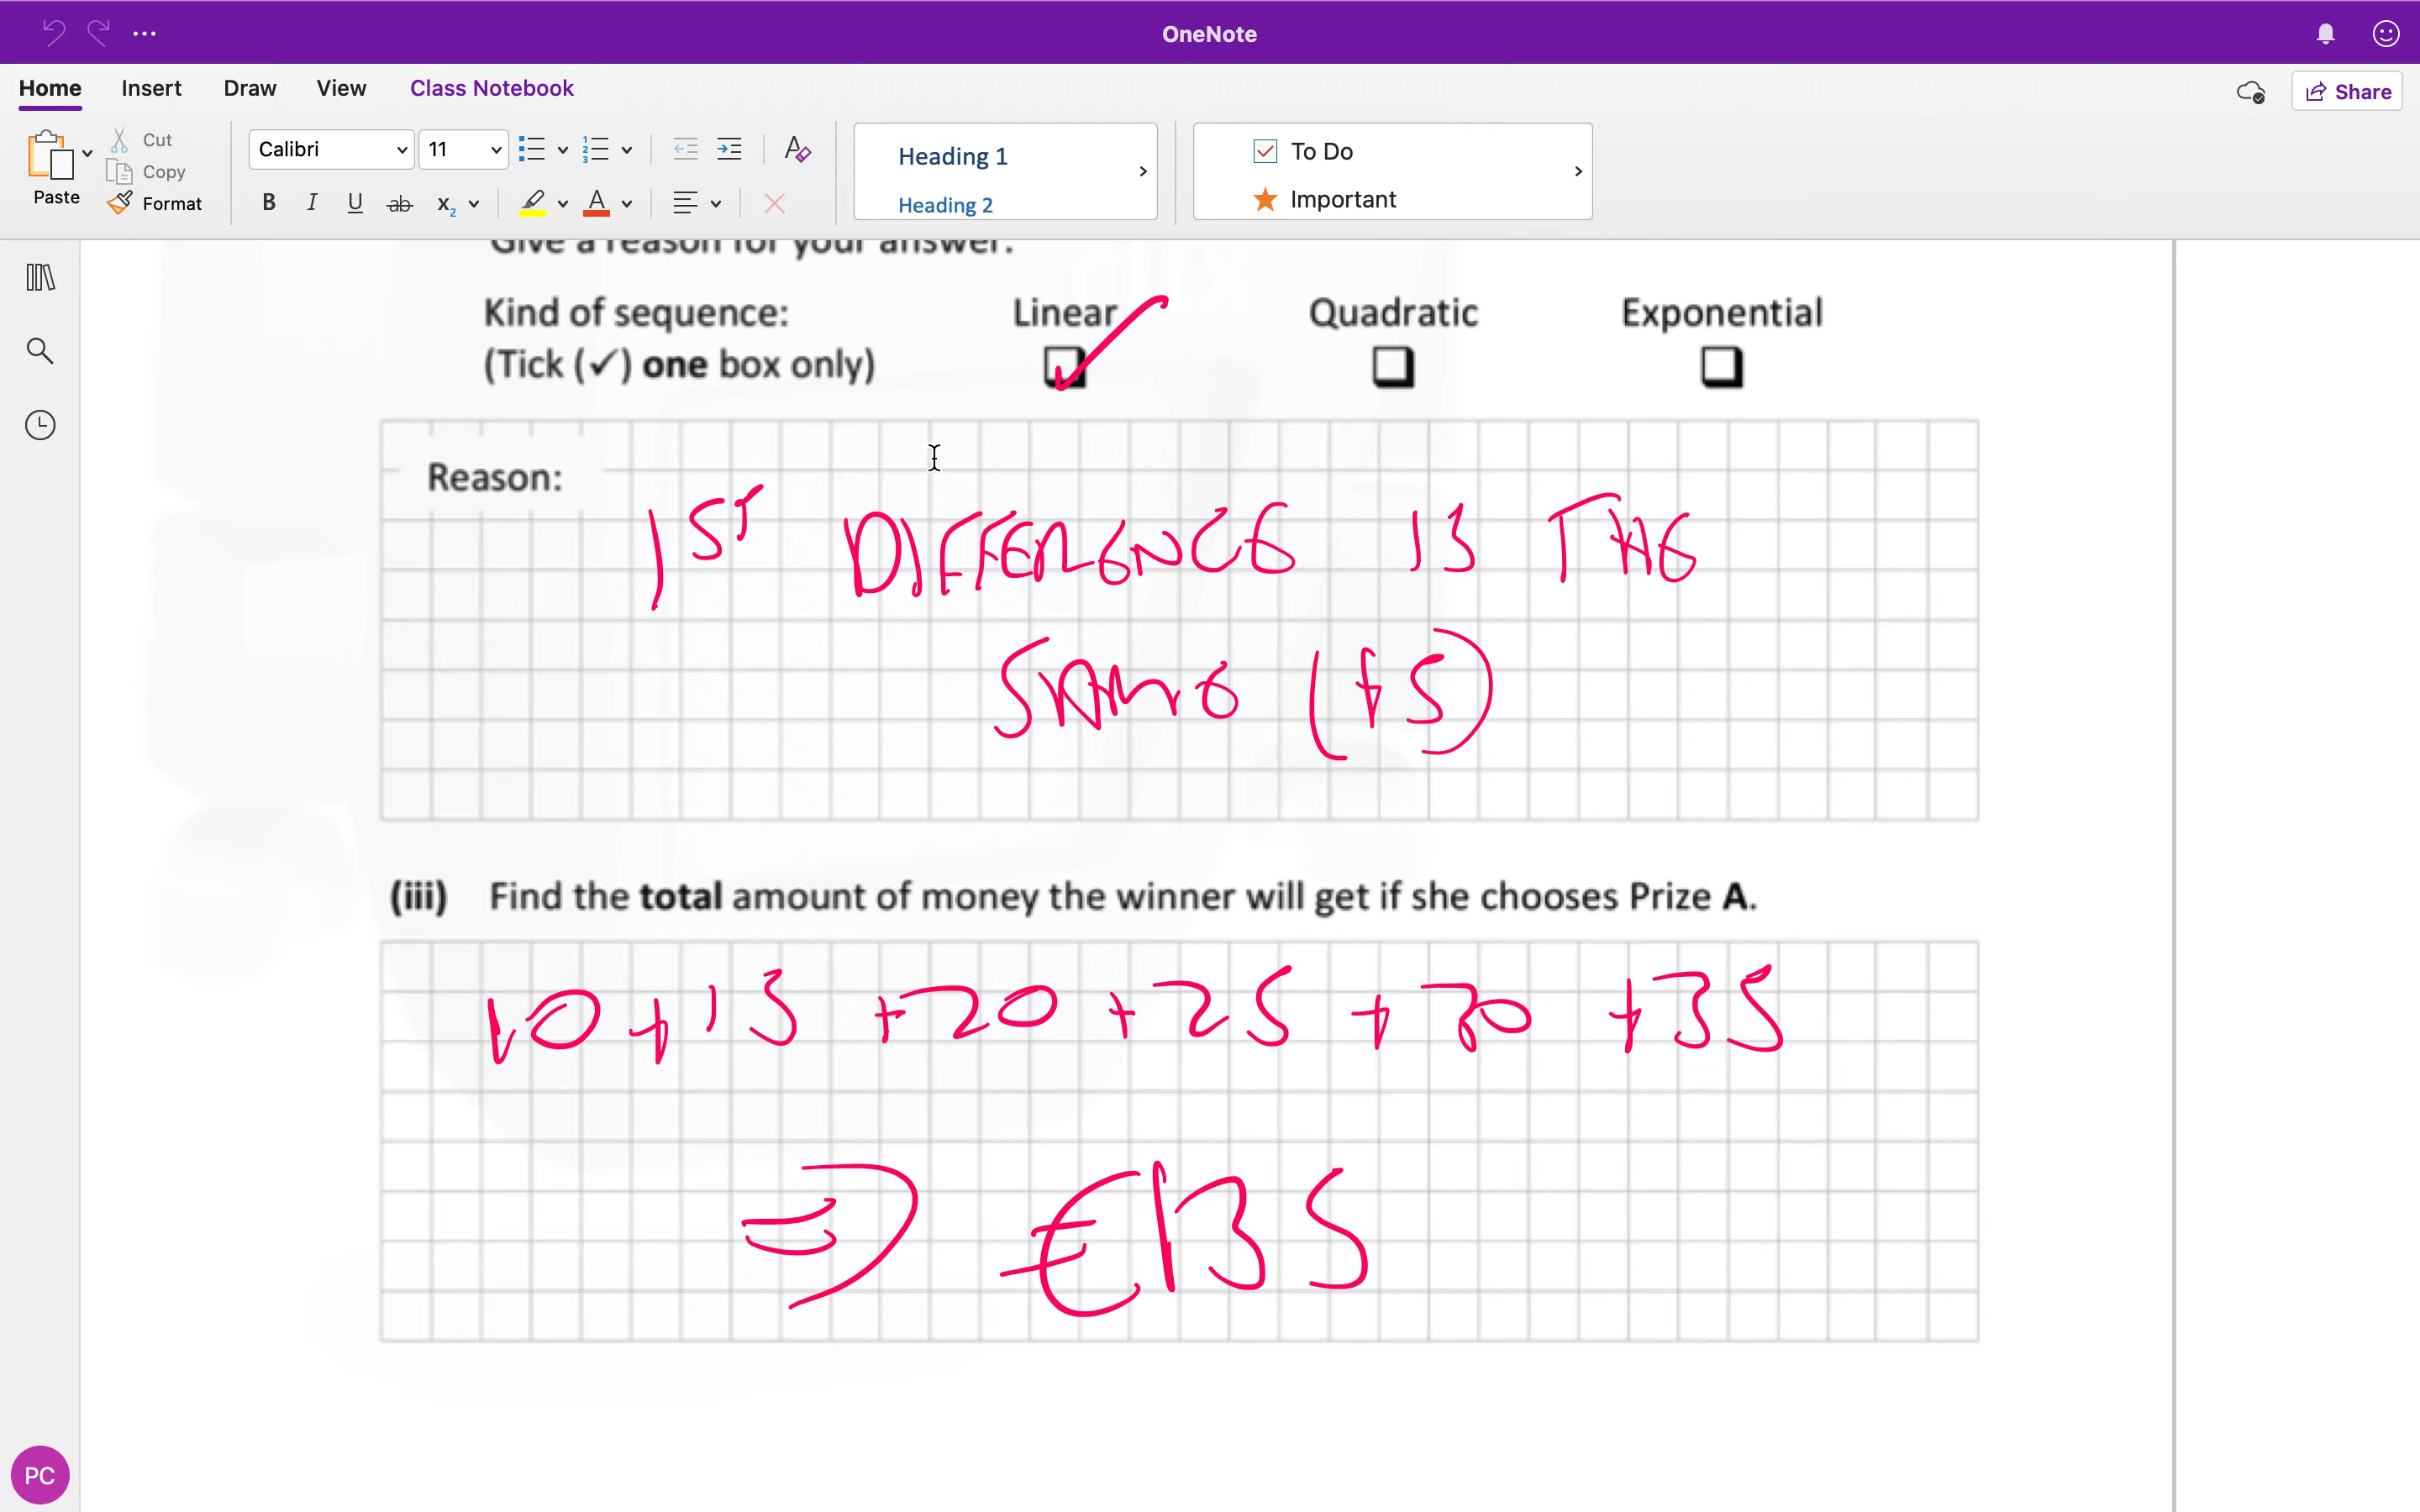 OneNote
Home Insert Draw View Class Notebook Share
Paste Cut Copy Format Calibri 11 Heading 1 Heading 2 To Do Important
B I U ab x2 A
Give a reason for your answer.
Kind of sequence: Linear Quadratic Exponential
(Tick (✓) one box only)
Reason:
1ST DIFFERENCE IS THE
SAME (+5)
(iii) Find the total amount of money the winner will get if she chooses Prize A.
10 + 15 + 20 + 25 + 30 + 35
⇒ €135
PC